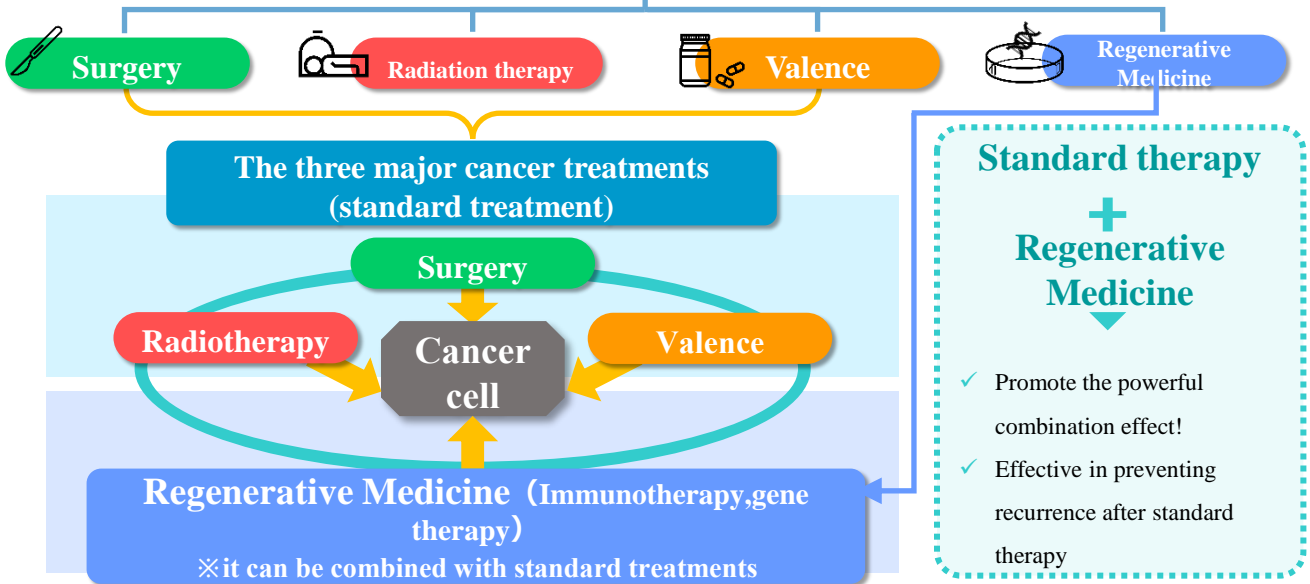 Surgery
Radiation therapy
Valence
Regenerative
Medicine
The three major cancer treatments
(standard treatment)
Surgery
Radiotherapy
Valence
Cancer
cell
Regenerative Medicine（Immunotherapy,gene
therapy）
※it can be combined with standard treatments
Standard therapy
+
Regenerative
Medicine
✓ Promote the powerful
combination effect!
✓ Effective in preventing
recurrence after standard
therapy